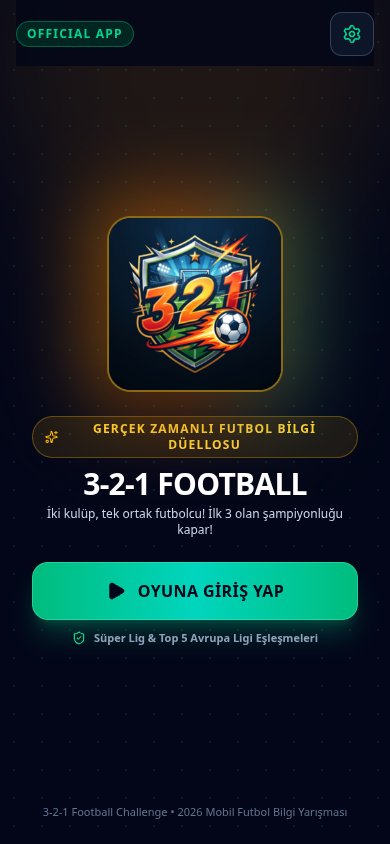 OFFICIAL APP
321
GERÇEK ZAMANLI FUTBOL BİLGİ
DÜELLOSU
3-2-1 FOOTBALL
İki kulüp, tek ortak futbolcu! İlk 3 olan şampiyonluğu
kapar!
OYUNA GİRİŞ YAP
Süper Lig & Top 5 Avrupa Ligi Eşleşmeleri
3-2-1 Football Challenge • 2026 Mobil Futbol Bilgi Yarışması